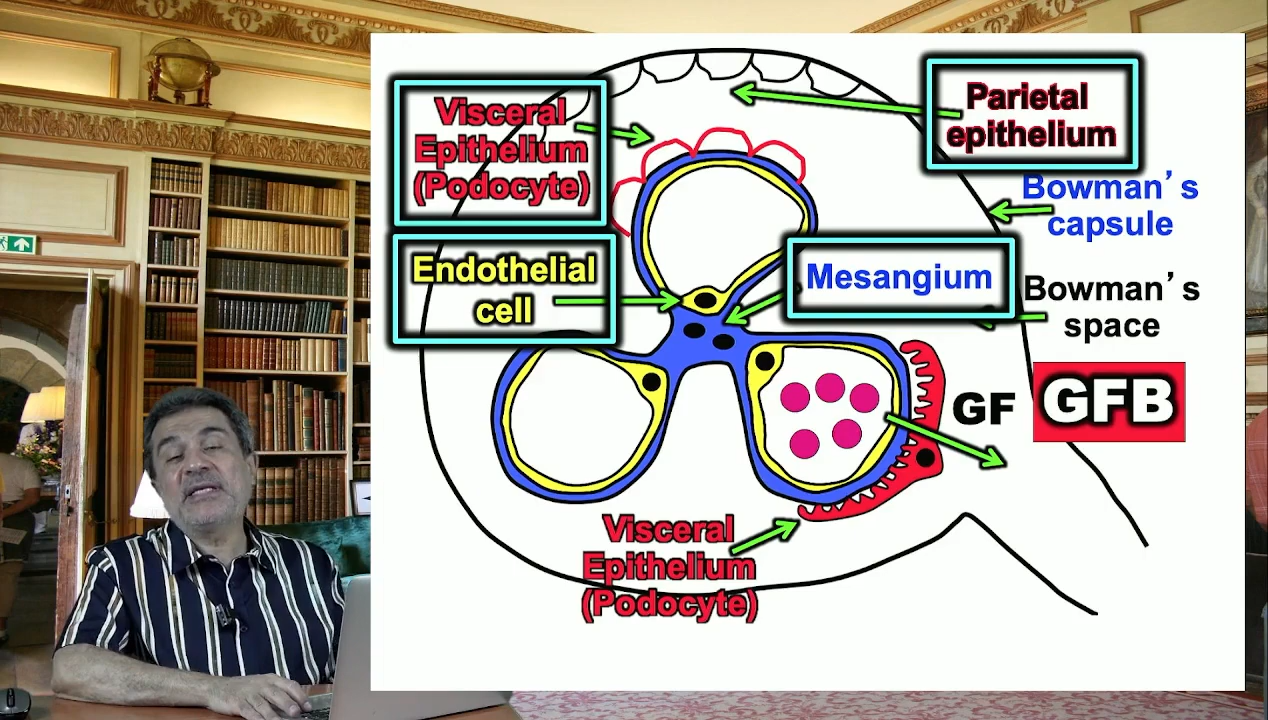 Visceral
Epithelium
(Podocyte)
Parietal
epithelium
Bowman’s
capsule
Endothelial
cell
Mesangium
Bowman’s
space
GF
GFB
Visceral
Epithelium
(Podocyte)